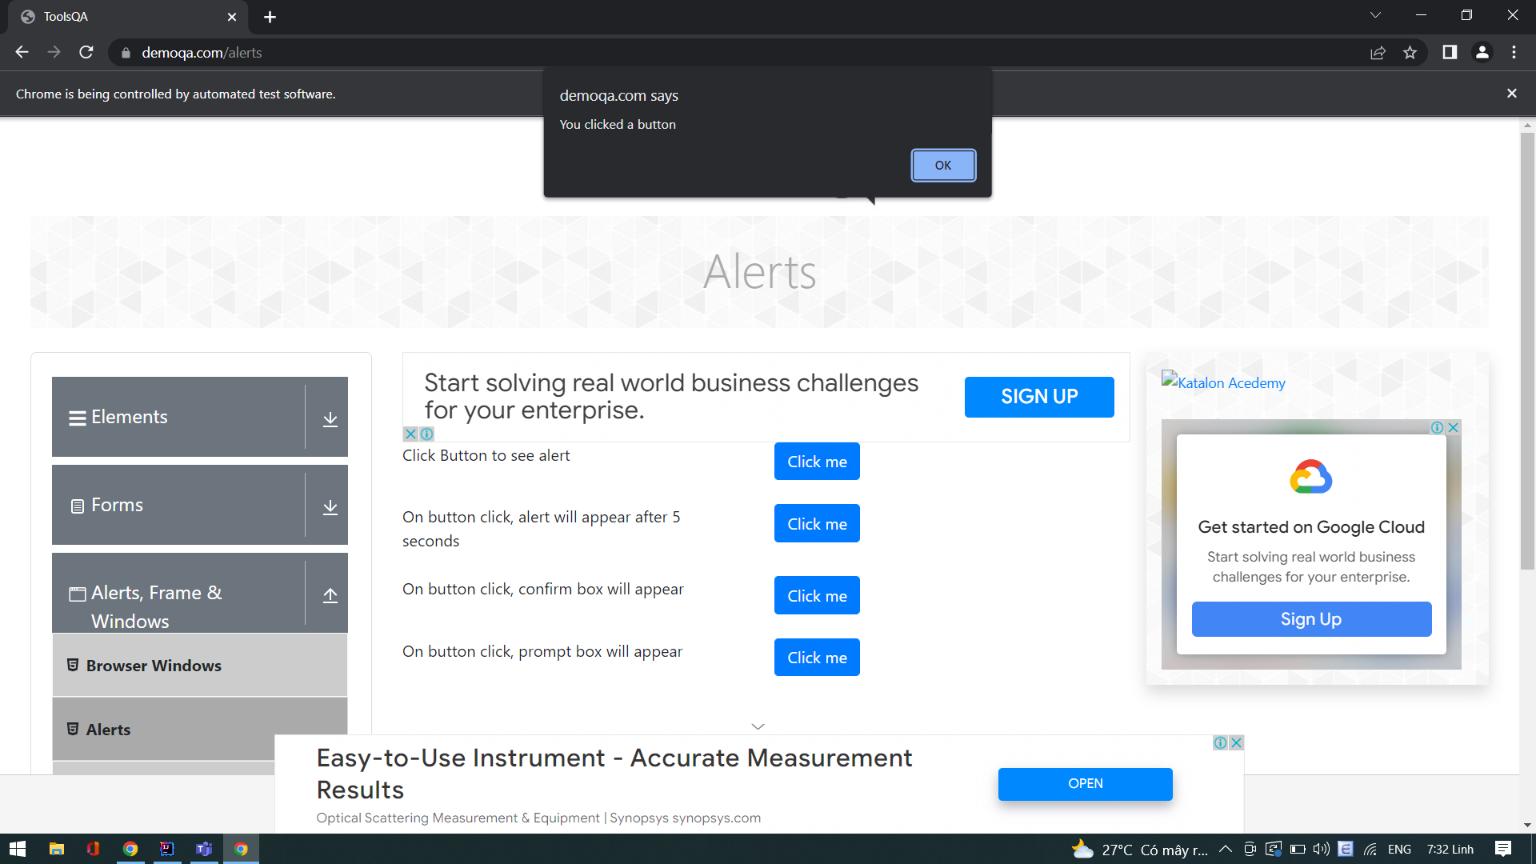 ToolsQA
demoqa.com/alerts
Chrome is being controlled by automated test software.
demoqa.com says
You clicked a button
OK
Alerts
Elements
Forms
Alerts, Frame &
Windows
Browser Windows
Alerts
Start solving real world business challenges
for your enterprise.
SIGN UP
Click Button to see alert
Click me
On button click, alert will appear after 5
seconds
Click me
On button click, confirm box will appear
Click me
On button click, prompt box will appear
Click me
Katalon Acedemy
Get started on Google Cloud
Start solving real world business
challenges for your enterprise.
Sign Up
Easy-to-Use Instrument - Accurate Measurement
Results
Optical Scattering Measurement & Equipment | Synopsys synopsys.com
OPEN
27°C Có mây r... ENG 7:32 Linh